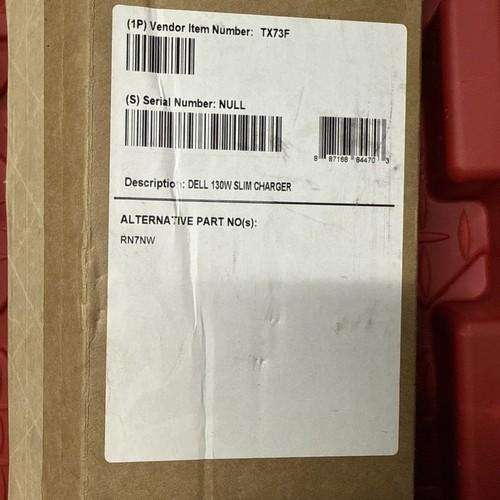 (1P) Vendor Item Number: TX73F
(S) Serial Number: NULL
8 87168 84470 3
Description: DELL 130W SLIM CHARGER
ALTERNATIVE PART NO(s):
RN7NW